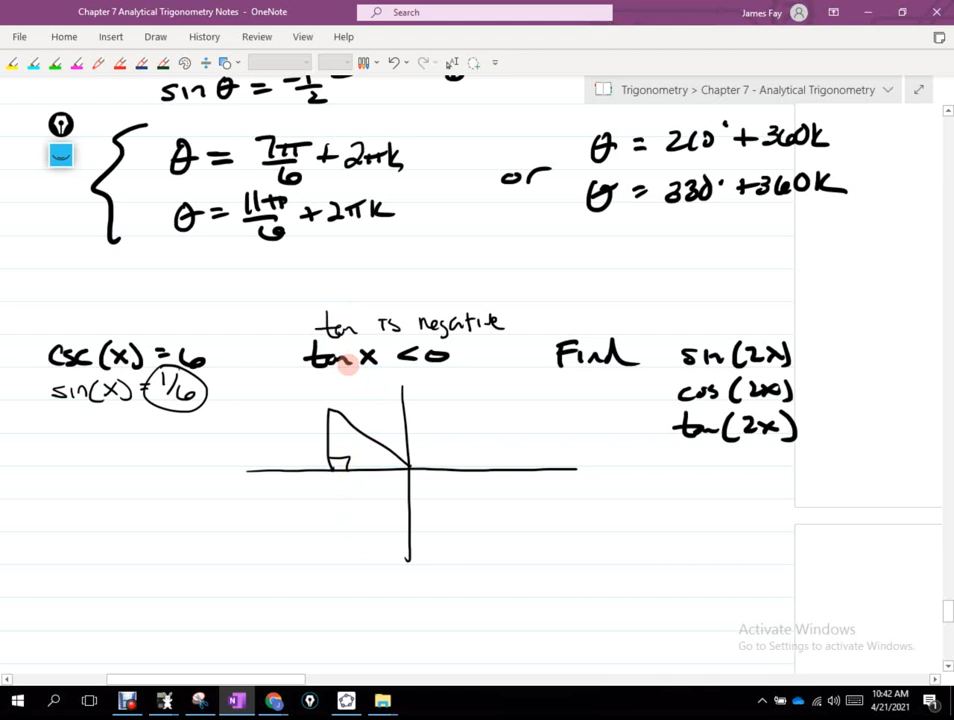 Chapter 7 Analytical Trigonometry Notes - OneNote
Search
James Fay
File Home Insert Draw History Review View Help
Trigonometry > Chapter 7 - Analytical Trigonometry
sin θ = -1/2
θ = 7π/6 + 2πk
θ = 11π/6 + 2πk
or
θ = 210° + 360k
θ = 330° + 360k
tan is negative
csc(x) = 6 tan x < 0 Find sin(2x)
sin(x) = 1/6 cos(2x)
tan(2x)
Activate Windows
Go to Settings to activate Windows.
10:42 AM
4/21/2021